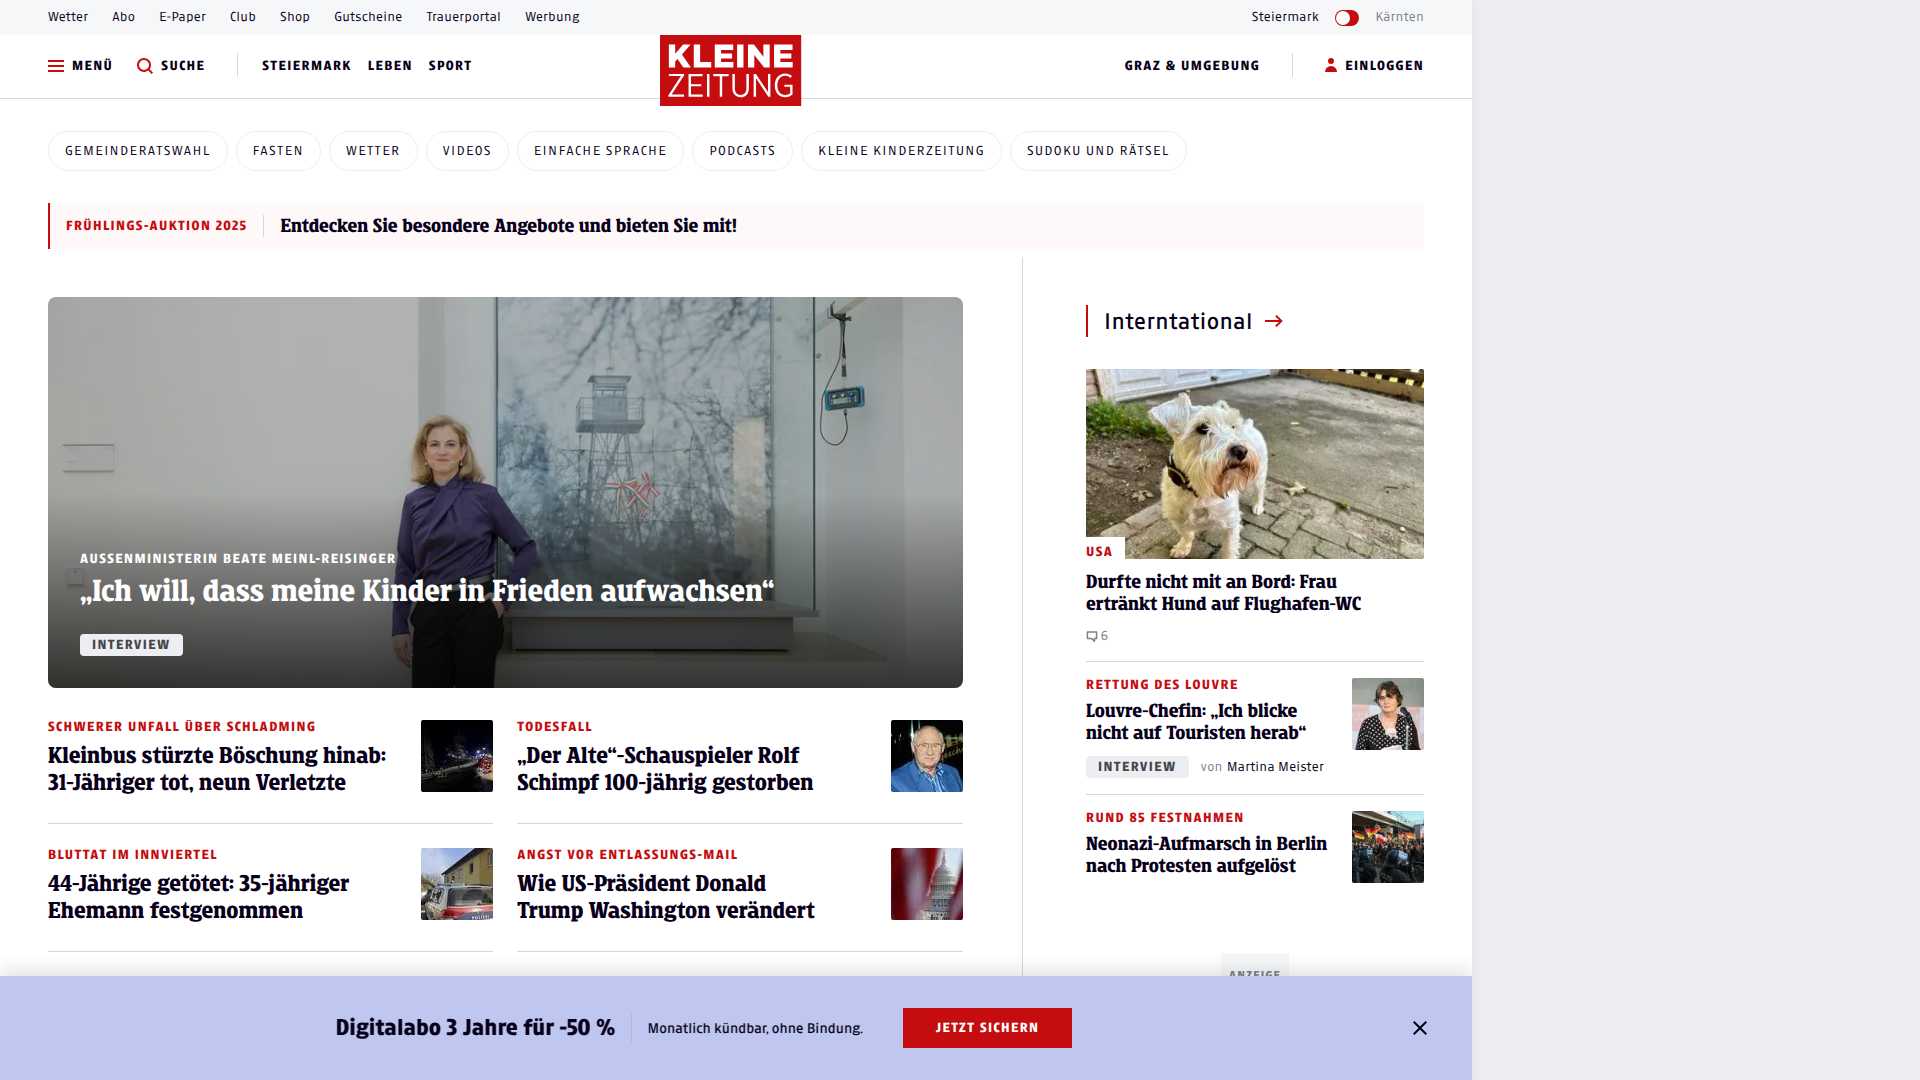 Wetter Abo E-Paper Club Shop Gutscheine Trauerportal Werbung Steiermark Kärnten
MENÜ SUCHE STEIERMARK LEBEN SPORT KLEINE ZEITUNG GRAZ & UMGEBUNG EINLOGGEN
GEMEINDERATSWAHL FASTEN WETTER VIDEOS EINFACHE SPRACHE PODCASTS KLEINE KINDERZEITUNG SUDOKU UND RÄTSEL
FRÜHLINGS-AUKTION 2025 Entdecken Sie besondere Angebote und bieten Sie mit!
AUSSENMINISTERIN BEATE MEINL-REISINGER
„Ich will, dass meine Kinder in Frieden aufwachsen“
INTERVIEW
SCHWERER UNFALL ÜBER SCHLADMING
Kleinbus stürzte Böschung hinab:
31-Jähriger tot, neun Verletzte
TODESFALL
„Der Alte“-Schauspieler Rolf
Schimpf 100-jährig gestorben
BLUTTAT IM INNVIERTEL
44-Jährige getötet: 35-jähriger
Ehemann festgenommen
ANGST VOR ENTLASSUNGS-MAIL
Wie US-Präsident Donald
Trump Washington verändert
Interntational
USA
Durfte nicht mit an Bord: Frau
ertränkt Hund auf Flughafen-WC
6
RETTUNG DES LOUVRE
Louvre-Chefin: „Ich blicke
nicht auf Touristen herab“
INTERVIEW von Martina Meister
RUND 85 FESTNAHMEN
Neonazi-Aufmarsch in Berlin
nach Protesten aufgelöst
ANZEIGE
Digitalabo 3 Jahre für -50 % Monatlich kündbar, ohne Bindung. JETZT SICHERN